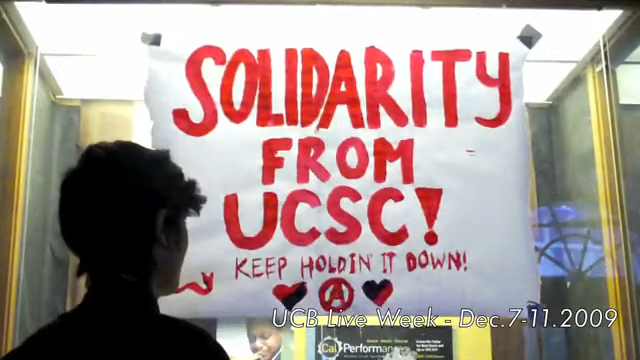 SOLIDARITY
FROM
UCSC!
KEEP HOLDIN' IT DOWN!
A
UCB Live Week - Dec.7-11.2009
Cal Performances